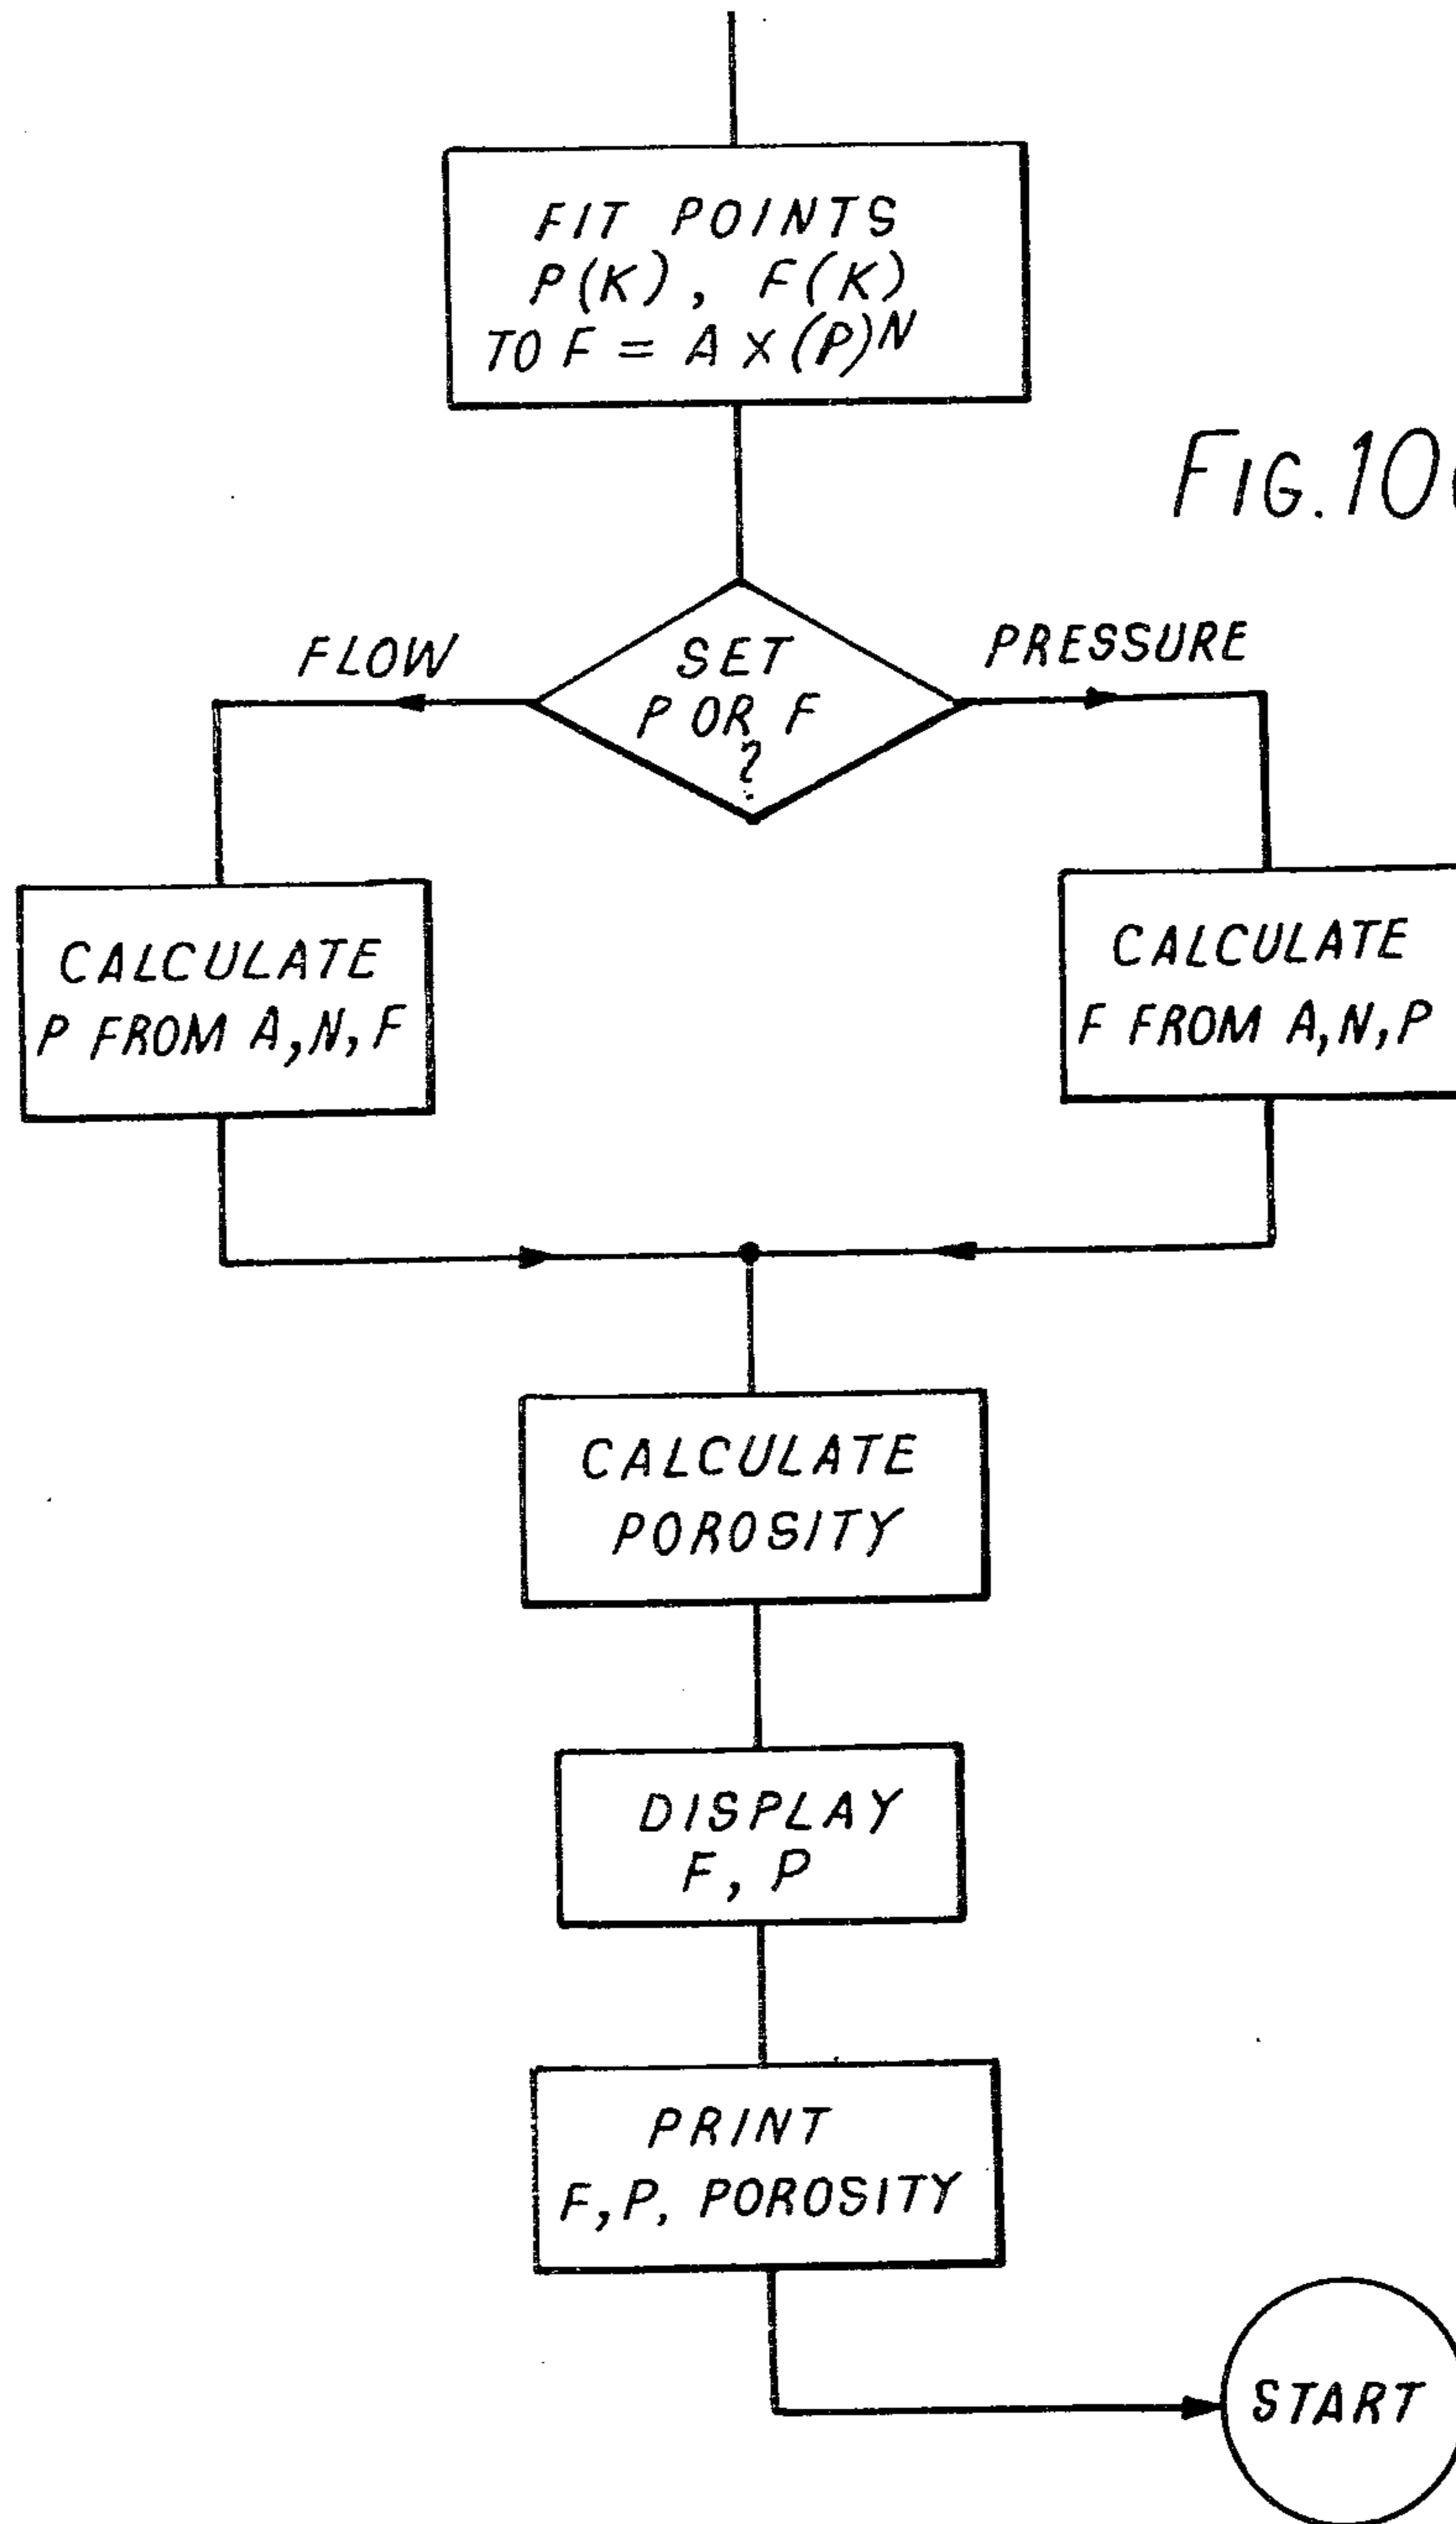 FIT POINTS
P(K), F(K)
TO F = A X (P)^N
FIG. 10
FLOW
SET
P OR F
?
PRESSURE
CALCULATE
P FROM A, N, F
CALCULATE
F FROM A, N, P
CALCULATE
POROSITY
DISPLAY
F, P
PRINT
F, P, POROSITY
START